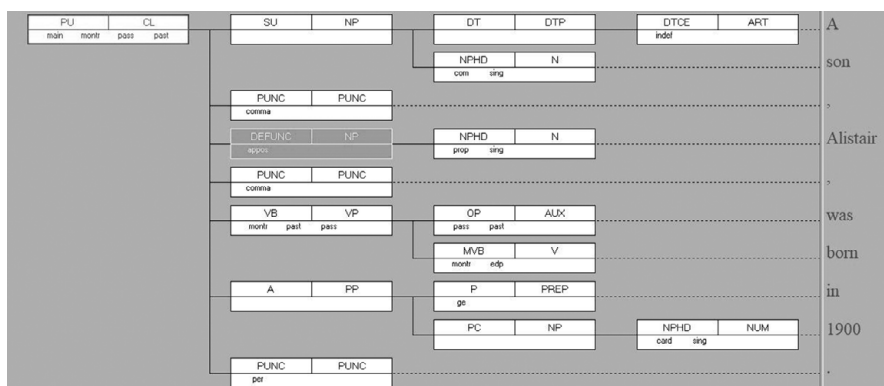 PU CL SU NP DT DTP DTCE ART A
main montr pass past indef
NPHD N son
com sing
PUNC PUNC ,
comma
DEFUNC NP NPHD N Alistair
appos prop sing
PUNC PUNC ,
comma
VB VP OP AUX was
montr past pass pass past
MVB V born
montr edp
A PP P PREP in
ge
PC NP NPHD NUM 1900
card sing
PUNC PUNC .
per